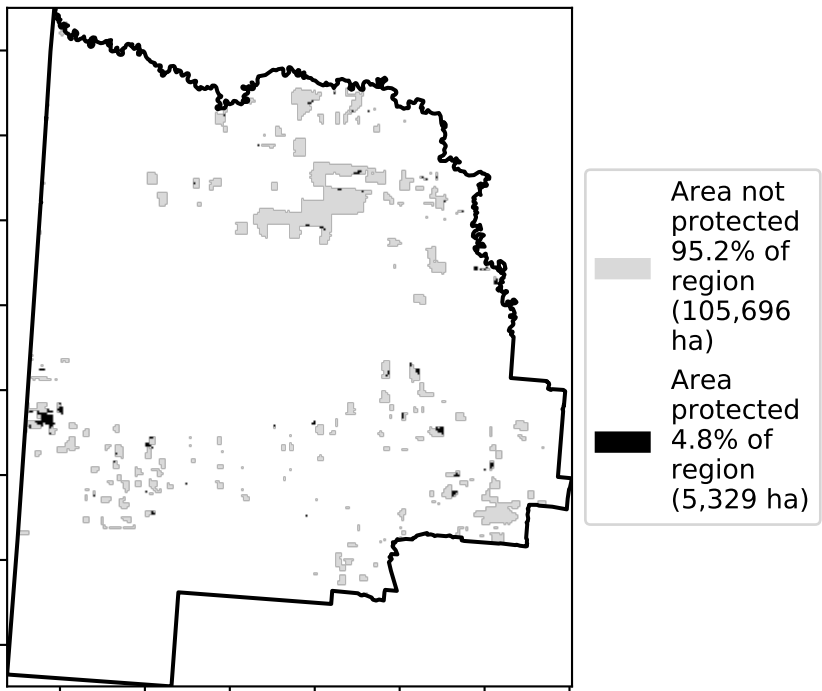 Area not
protected
95.2% of
region
(105,696
ha)
Area
protected
4.8% of
region
(5,329 ha)